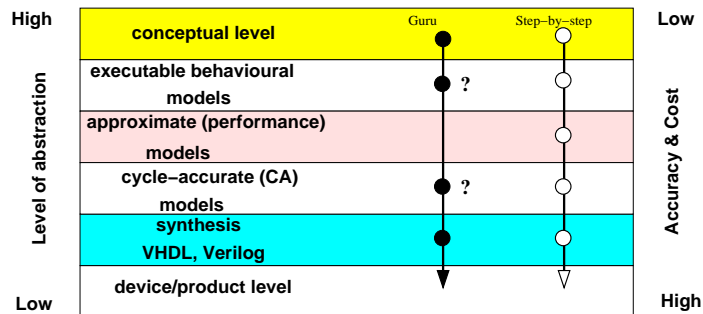 High
Guru
Step-by-step
Low
conceptual level
executable behavioural
models
?
approximate (performance)
models
cycle-accurate (CA)
models
?
synthesis
VHDL, Verilog
device/product level
Level of abstraction
Accuracy & Cost
Low
High